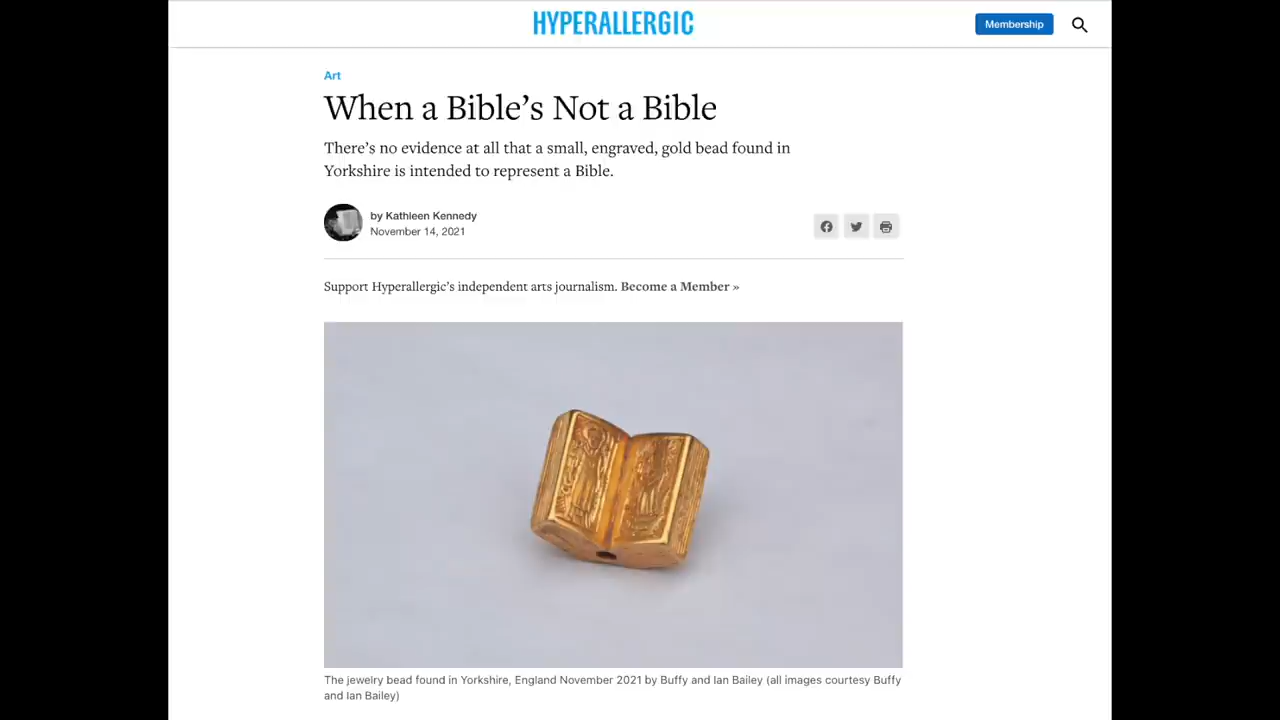 HYPERALLERGIC
Membership
Art
When a Bible’s Not a Bible
There’s no evidence at all that a small, engraved, gold bead found in
Yorkshire is intended to represent a Bible.
by Kathleen Kennedy
November 14, 2021
Support Hyperallergic’s independent arts journalism. Become a Member »
The jewelry bead found in Yorkshire, England November 2021 by Buffy and Ian Bailey (all images courtesy Buffy
and Ian Bailey)